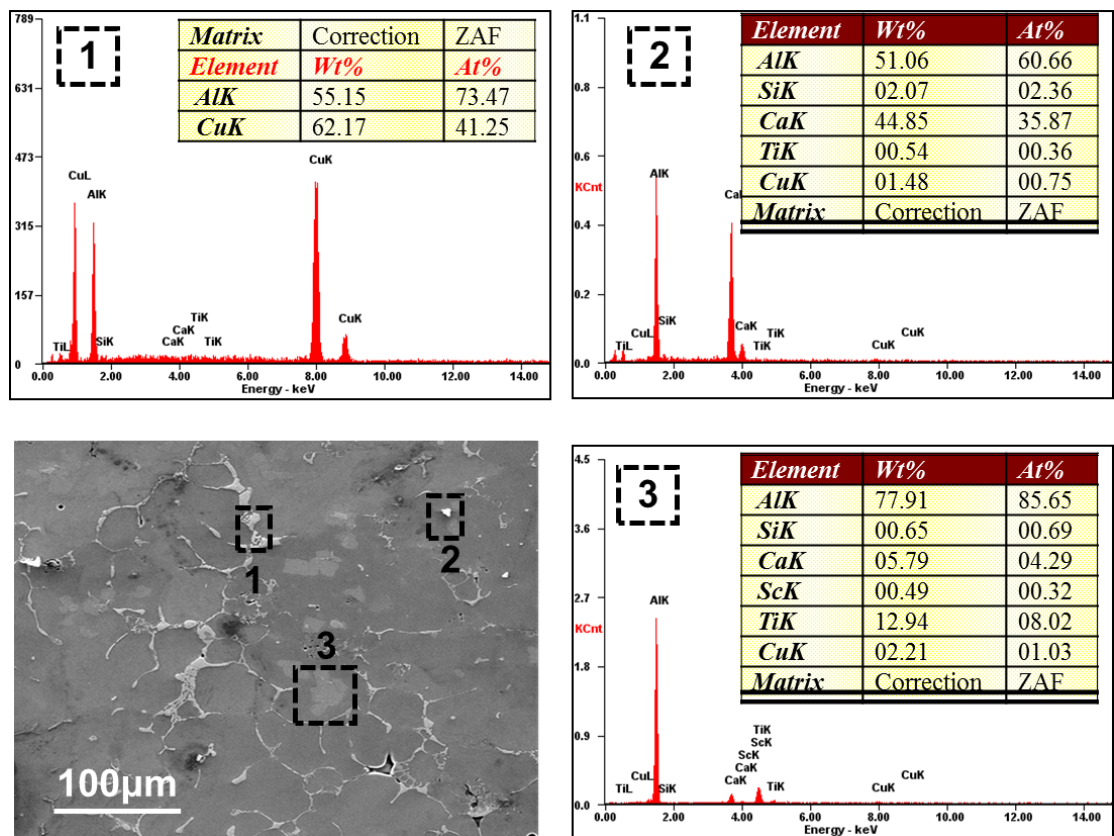 789
631
473
315
157
0
1
Matrix Correction ZAF
Element Wt% At%
AlK 55.15 73.47
CuK 62.17 41.25
CuL
AlK
CuK
CuK
TiL
SiK
CaK
CaK
TiK
TiK
0.00 2.00 4.00 6.00 8.00 10.00 12.00 14.00
Energy - keV
1.1
0.8
0.6
KCnt
0.4
0.2
0.0
2
Element Wt% At%
AlK 51.06 60.66
SiK 02.07 02.36
CaK 44.85 35.87
TiK 00.54 00.36
CuK 01.48 00.75
Matrix Correction ZAF
AlK
CaI
TiL
CuL
SiK
CaK
TiK
TiK
CuK
CuK
0.00 2.00 4.00 6.00 8.00 10.00 12.00 14.00
Energy - keV
1
2
3
100µm
4.5
3.6
2.7
KCnt
1.8
0.9
0.0
3
Element Wt% At%
AlK 77.91 85.65
SiK 00.65 00.69
CaK 05.79 04.29
ScK 00.49 00.32
TiK 12.94 08.02
CuK 02.21 01.03
Matrix Correction ZAF
AlK
TiK
ScK
ScK
CaK
CaK
TiK
TiL
CuL
SiK
CuK
CuK
0.00 2.00 4.00 6.00 8.00 10.00 12.00 14.00
Energy - keV